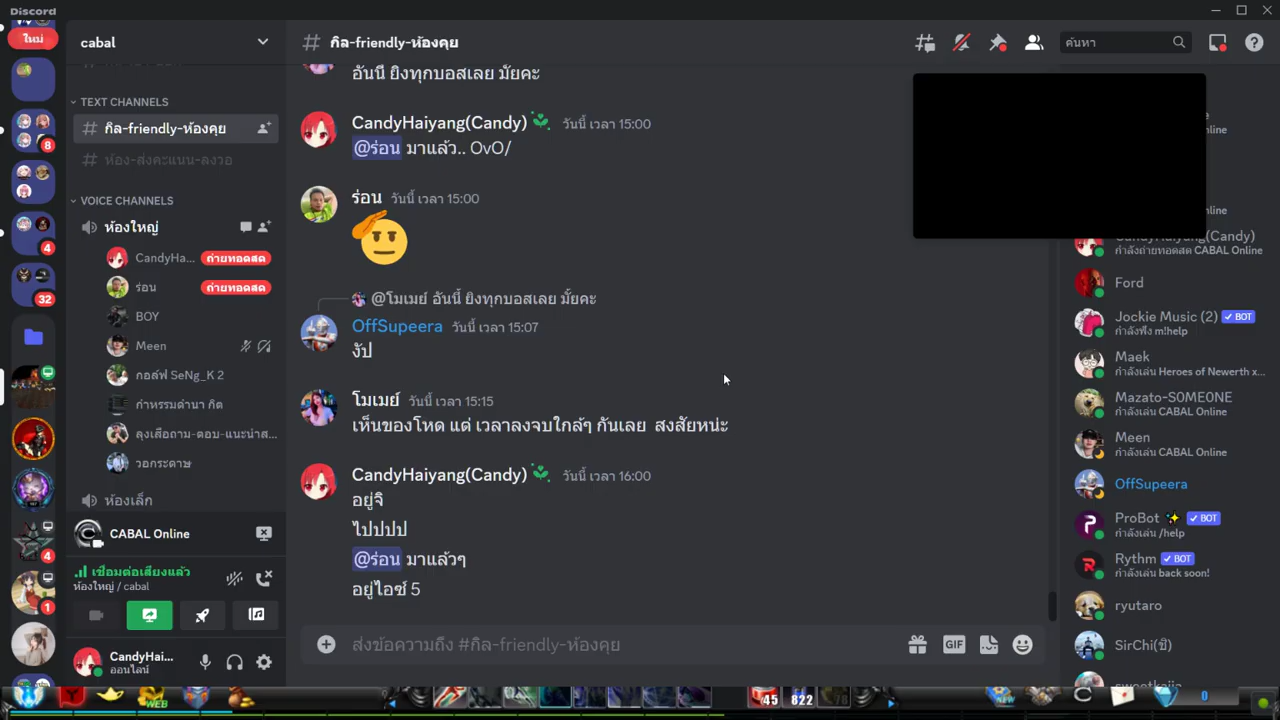 Discord
ใหม่
8
4
32
4
1
cabal
TEXT CHANNELS
กิล-friendly-ห้องคุย
ห้อง-ส่งคะแนน-ลงวอ
VOICE CHANNELS
ห้องใหญ่
CandyHa... ถ่ายทอดสด
ร่อน ถ่ายทอดสด
BOY
Meen
กอล์ฟ SeNg_K 2
ก๋าหรรมดำนา กิต
ลุงเสือถาม-ตอบ-แนะนำส...
วอกระดาษ
ห้องเล็ก
CABAL Online
เชื่อมต่อเสียงแล้ว
ห้องใหญ่ / cabal
CandyHai...
ออนไลน์
# กิล-friendly-ห้องคุย
ค้นหา
อันนี้ ยิงทุกบอสเลย มั้ยคะ
CandyHaiyang(Candy) วันนี้ เวลา 15:00
@ร่อน มาแล้ว.. OvO/
ร่อน วันนี้ เวลา 15:00
@โมเมย์ อันนี้ ยิงทุกบอสเลย มั้ยคะ
OffSupeera วันนี้ เวลา 15:07
งัป
โมเมย์ วันนี้ เวลา 15:15
เห็นของโหด แด่ เวลาลงจบใกล้ๆ กันเลย สงสัยหน่ะ
CandyHaiyang(Candy) วันนี้ เวลา 16:00
อยู่จิ
ไปปปป
@ร่อน มาแล้วๆ
อยู่ไอซ์ 5
ส่งข้อความถึง #กิล-friendly-ห้องคุย
GIF
CandyHaiyang(Candy)
กำลังถ่ายทอดสด CABAL Online
Ford
Jockie Music (2) BOT
กำลังฟัง m!help
Maek
กำลังเล่น Heroes of Newerth x...
Mazato-S0ME0NE
กำลังเล่น CABAL Online
Meen
กำลังเล่น CABAL Online
OffSupeera
ProBot BOT
กำลังเล่น /help
Rythm BOT
กำลังเล่น back soon!
ryutaro
SirChi(ชิ)
WEB
45
822
NEW
0